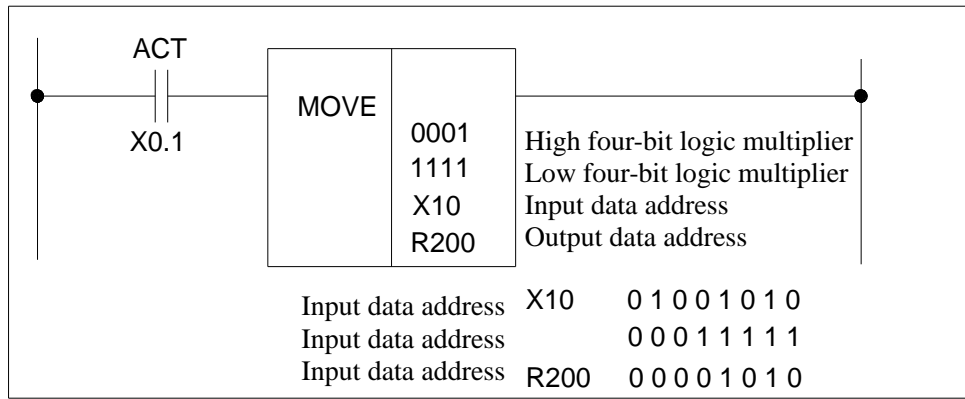 ACT
X0.1
MOVE
0001 High four-bit logic multiplier
1111 Low four-bit logic multiplier
X10 Input data address
R200 Output data address
Input data address X10 0 1 0 0 1 0 1 0
Input data address 0 0 0 1 1 1 1 1
Input data address R200 0 0 0 0 1 0 1 0